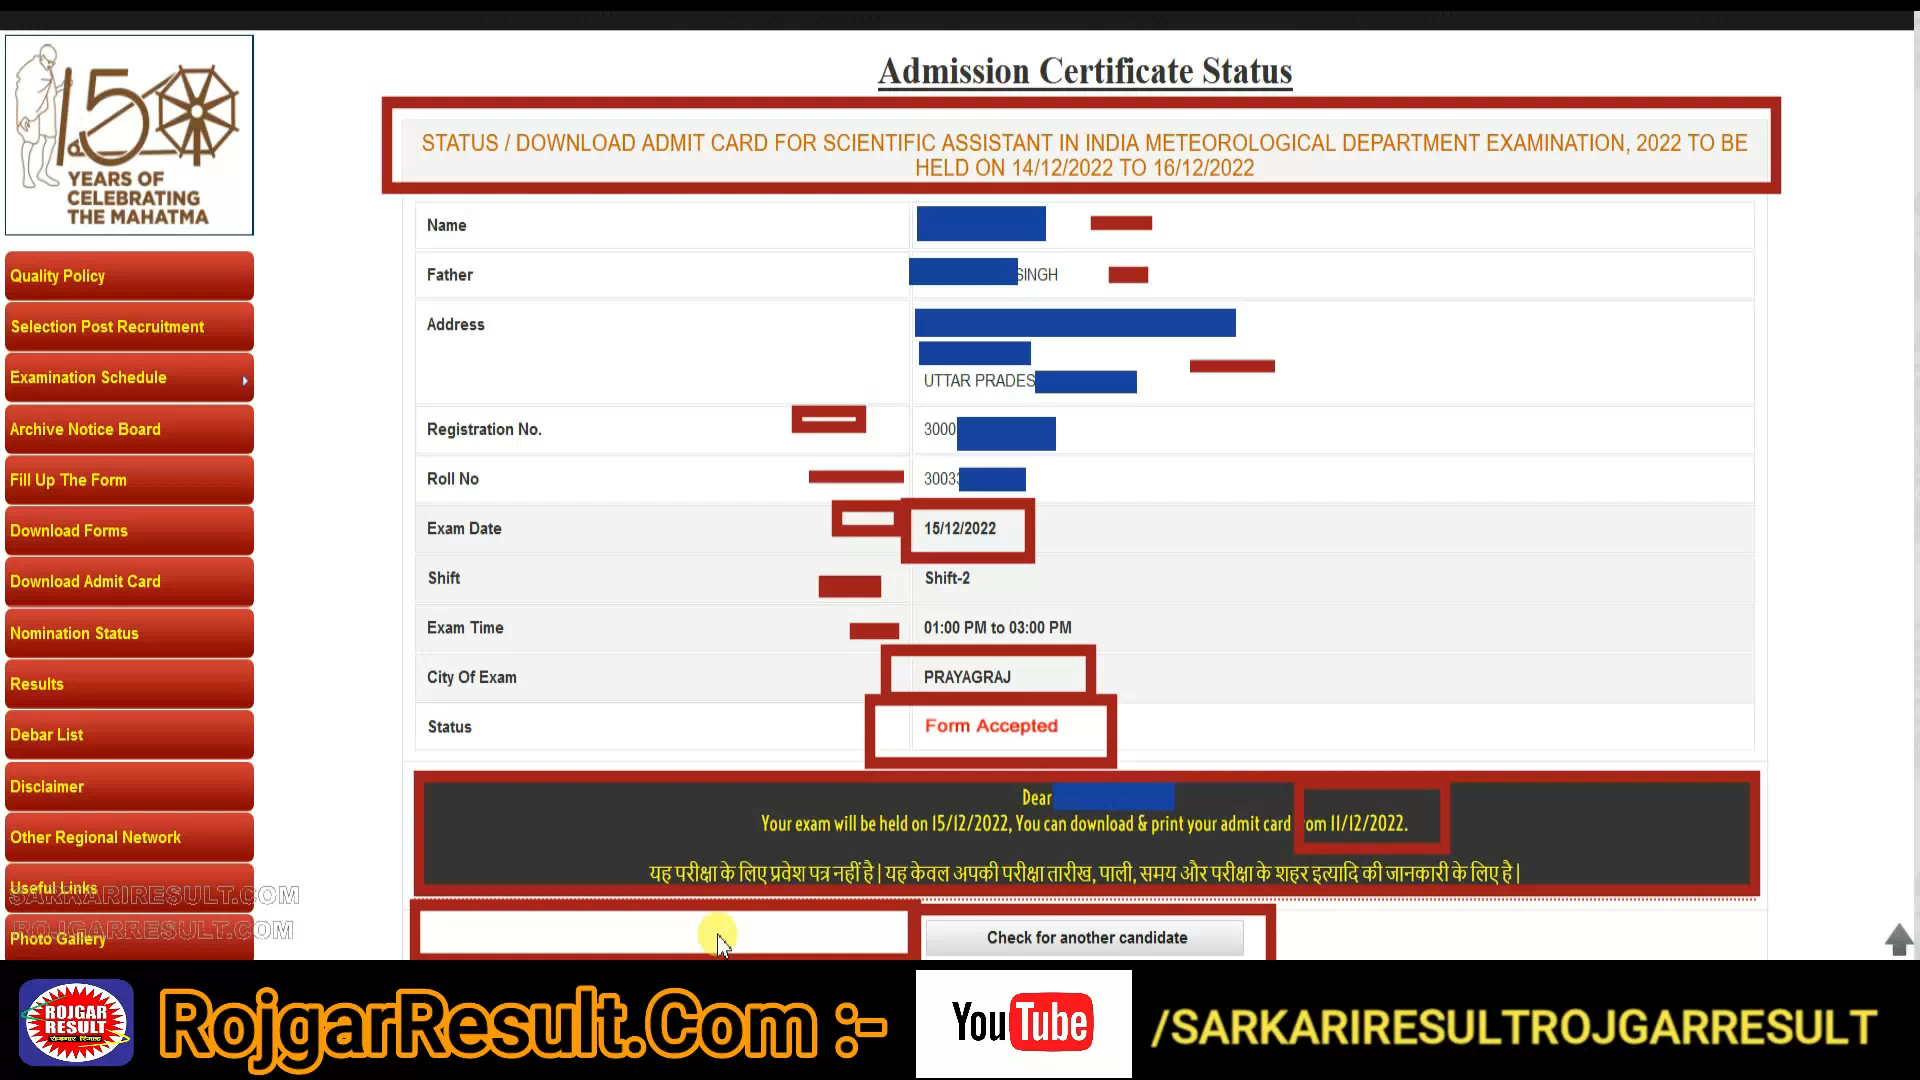 150
YEARS OF
CELEBRATING
THE MAHATMA
Quality Policy
Selection Post Recruitment
Examination Schedule
Archive Notice Board
Fill Up The Form
Download Forms
Download Admit Card
Nomination Status
Results
Debar List
Disclaimer
Other Regional Network
Useful Links
SARKARIRESULT.COM
ROJGARRESULT.COM
Photo Gallery
Admission Certificate Status
STATUS / DOWNLOAD ADMIT CARD FOR SCIENTIFIC ASSISTANT IN INDIA METEOROLOGICAL DEPARTMENT EXAMINATION, 2022 TO BE
HELD ON 14/12/2022 TO 16/12/2022
Name
Father SINGH
Address
UTTAR PRADES
Registration No. 3000
Roll No 3003
Exam Date 15/12/2022
Shift Shift-2
Exam Time 01:00 PM to 03:00 PM
City Of Exam PRAYAGRAJ
Status Form Accepted
Dear
Your exam will be held on 15/12/2022, You can download & print your admit card rom 11/12/2022.
यह परीक्षा के लिए प्रवेश पत्र नहीं है | यह केवल अपकी परीक्षा तारीख, पाली, समय और परीक्षा के शहर इत्यादि की जानकारी के लिए है |
Check for another candidate
ROJGAR
RESULT
रोजगार रिजल्ट
RojgarResult.Com :-
YouTube
/SARKARIRESULTROJGARRESULT